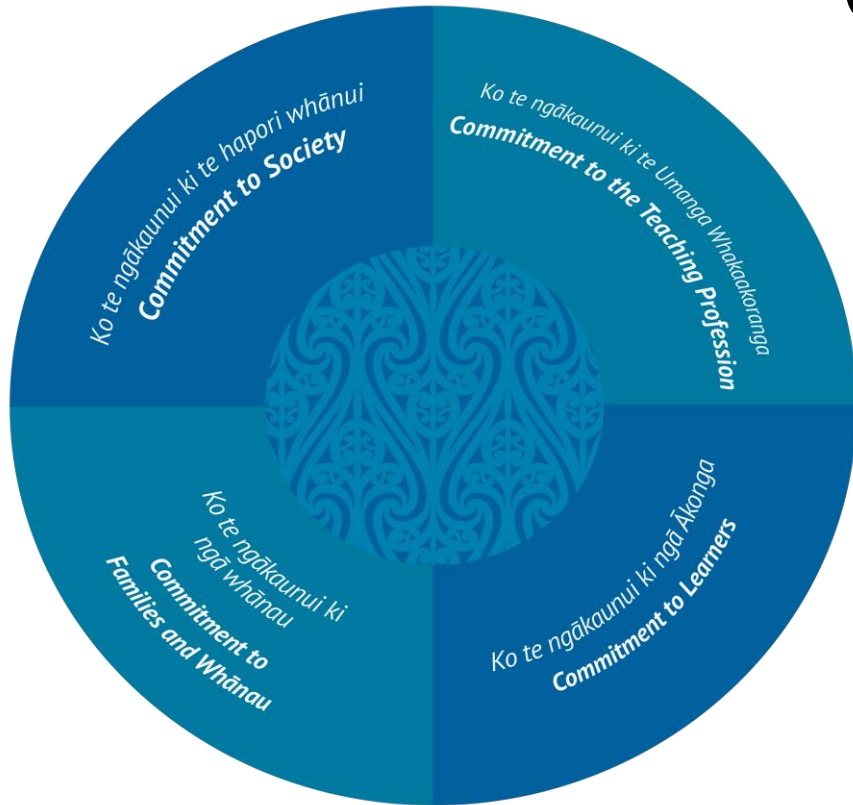 Ko te ngākaunui ki te hapori whānui
Commitment to Society
Ko te ngākaunui ki te Umanga Whakaakoranga
Commitment to the Teaching Profession
Ko te ngākaunui ki
ngā whānau
Commitment to
Families and Whānau
Ko te ngākaunui ki ngā Ākonga
Commitment to Learners